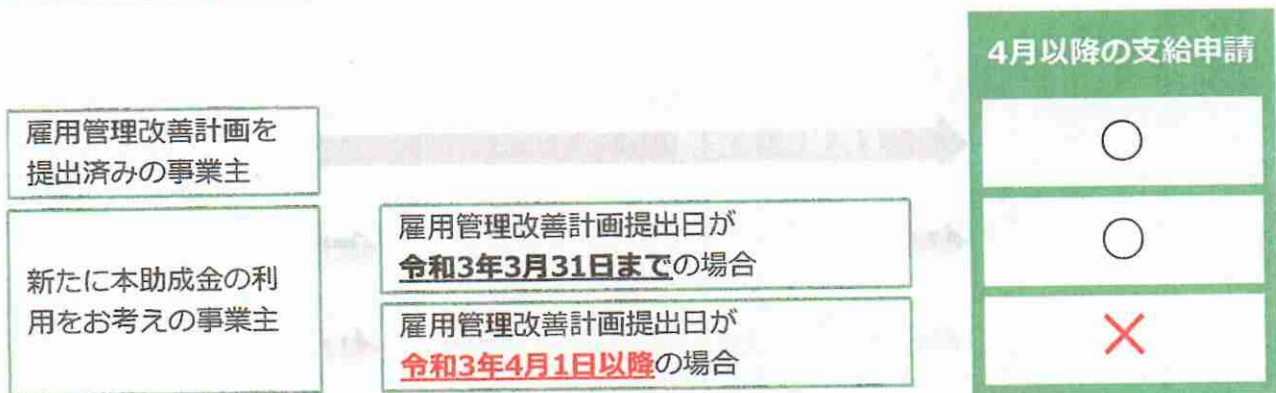 4月以降の支給申請
雇用管理改善計画を
提出済みの事業主
○
新たに本助成金の利
用をお考えの事業主
雇用管理改善計画提出日が
令和3年3月31日までの場合
○
雇用管理改善計画提出日が
令和3年4月1日以降の場合
×